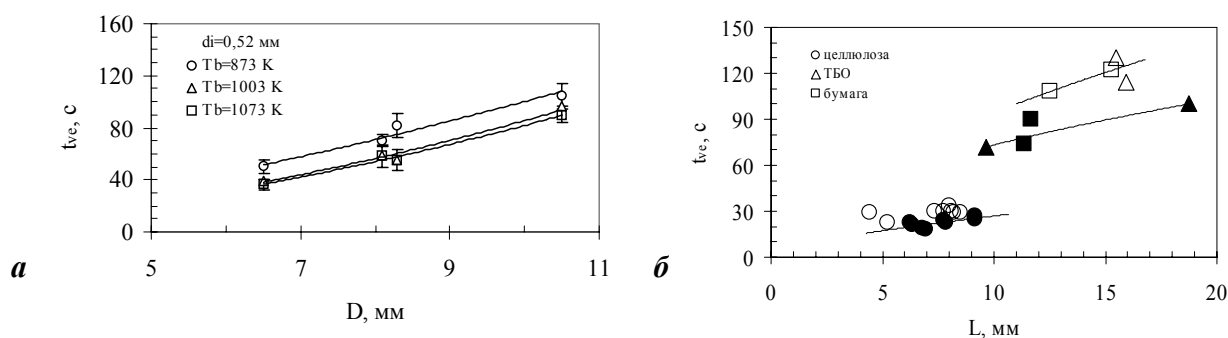 160
120
80
40
0
tve, с
di=0,52 мм
Tb=873 K
Tb=1003 K
Tb=1073 K
5
7
9
11
D, мм
а
150
120
90
60
30
0
tve, с
целлюлоза
ТБО
бумага
0
5
10
15
20
L, мм
б